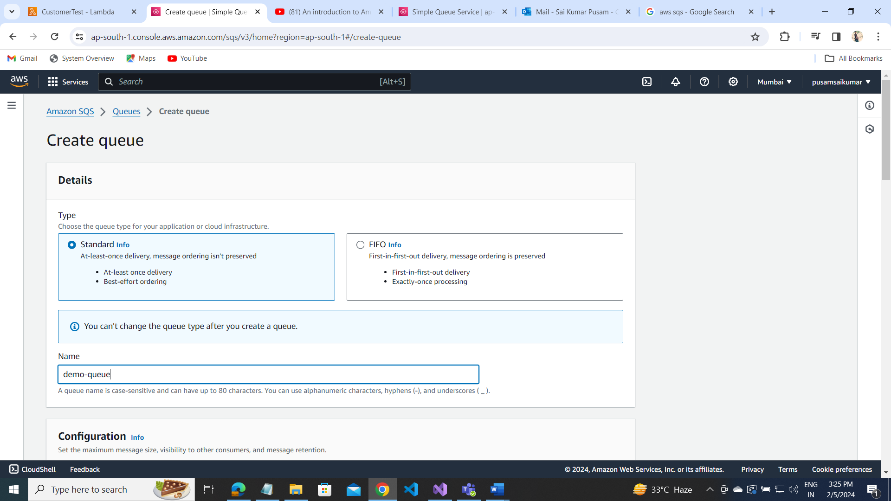 CustomerTest - Lambda
Create queue | Simple Que
(81) An introduction to Am
Simple Queue Service | ap
Mail - Sai Kumar Pusam - O
aws sqs - Google Search
ap-south-1.console.aws.amazon.com/sqs/v3/home?region=ap-south-1#/create-queue
Gmail
System Overview
Maps
YouTube
All Bookmarks
aws
Services
Search
[Alt+S]
Mumbai
pusamsaikumar
Amazon SQS
Queues
Create queue
Create queue
Details
Type
Choose the queue type for your application or cloud infrastructure.
Standard Info
At-least-once delivery, message ordering isn't preserved
• At-least once delivery
• Best-effort ordering
FIFO Info
First-in-first-out delivery, message ordering is preserved
• First-in-first-out delivery
• Exactly-once processing
You can't change the queue type after you create a queue.
Name
demo-queue
A queue name is case-sensitive and can have up to 80 characters. You can use alphanumeric characters, hyphens (-), and underscores ( _ ).
Configuration Info
Set the maximum message size, visibility to other consumers, and message retention.
CloudShell
Feedback
© 2024, Amazon Web Services, Inc. or its affiliates.
Privacy
Terms
Cookie preferences
Type here to search
33°C Haze
ENG
IN
3:25 PM
2/5/2024